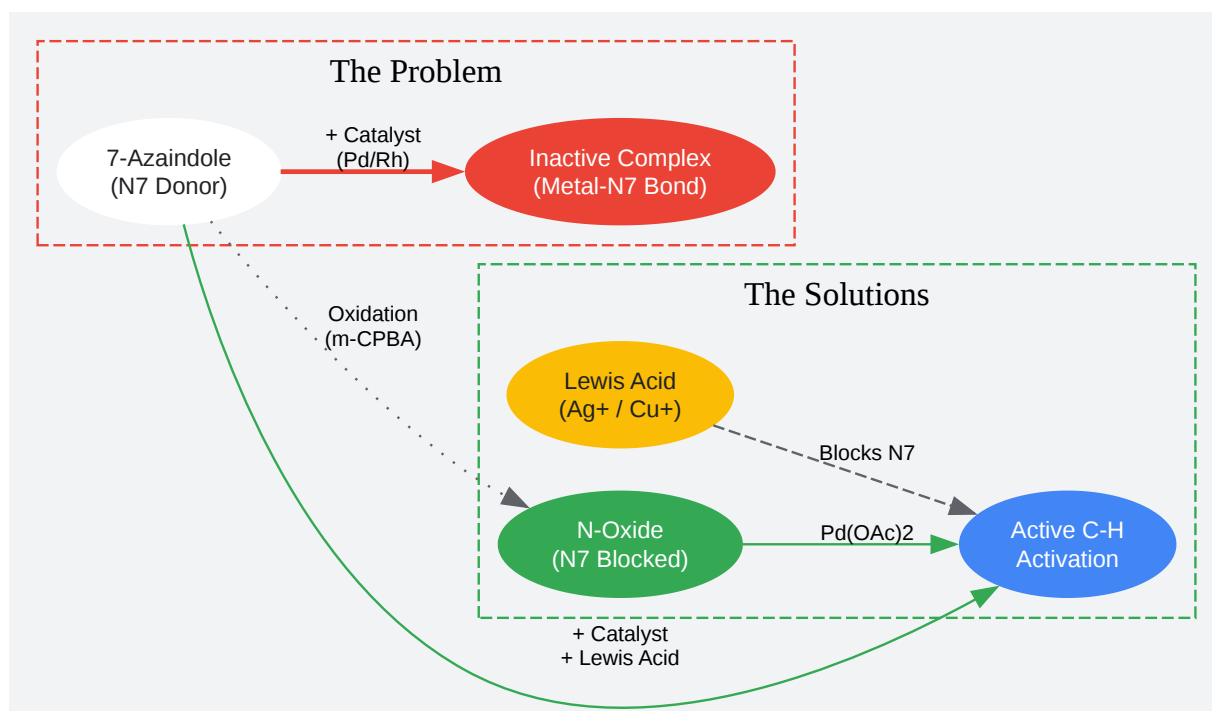 The Problem
7-Azaindole
(N7 Donor)
+ Catalyst
(Pd/Rh)
Inactive Complex
(Metal-N7 Bond)
Oxidation
(m-CPBA)
The Solutions
Lewis Acid
(Ag+ / Cu+)
Blocks N7
N-Oxide
(N7 Blocked)
Pd(OAc)2
Active C-H
Activation
+ Catalyst
+ Lewis Acid